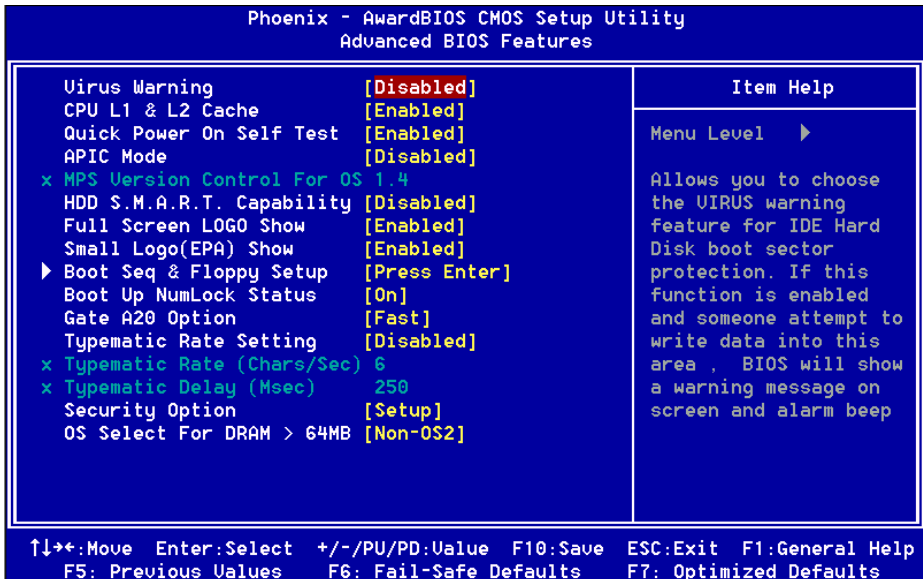 Phoenix - AwardBIOS CMOS Setup Utility
Advanced BIOS Features
Virus Warning [Disabled]
CPU L1 & L2 Cache [Enabled]
Quick Power On Self Test [Enabled]
APIC Mode [Disabled]
x MPS Version Control For OS 1.4
HDD S.M.A.R.T. Capability [Disabled]
Full Screen LOGO Show [Enabled]
Small Logo(EPA) Show [Enabled]
▶ Boot Seq & Floppy Setup [Press Enter]
Boot Up NumLock Status [On]
Gate A20 Option [Fast]
Typematic Rate Setting [Disabled]
x Typematic Rate (Chars/Sec) 6
x Typematic Delay (Msec) 250
Security Option [Setup]
OS Select For DRAM > 64MB [Non-OS2]
Item Help
Menu Level ▶
Allows you to choose
the VIRUS warning
feature for IDE Hard
Disk boot sector
protection. If this
function is enabled
and someone attempt to
write data into this
area , BIOS will show
a warning message on
screen and alarm beep
↑↓→←:Move Enter:Select +/-/PU/PD:Value F10:Save ESC:Exit F1:General Help
F5: Previous Values F6: Fail-Safe Defaults F7: Optimized Defaults